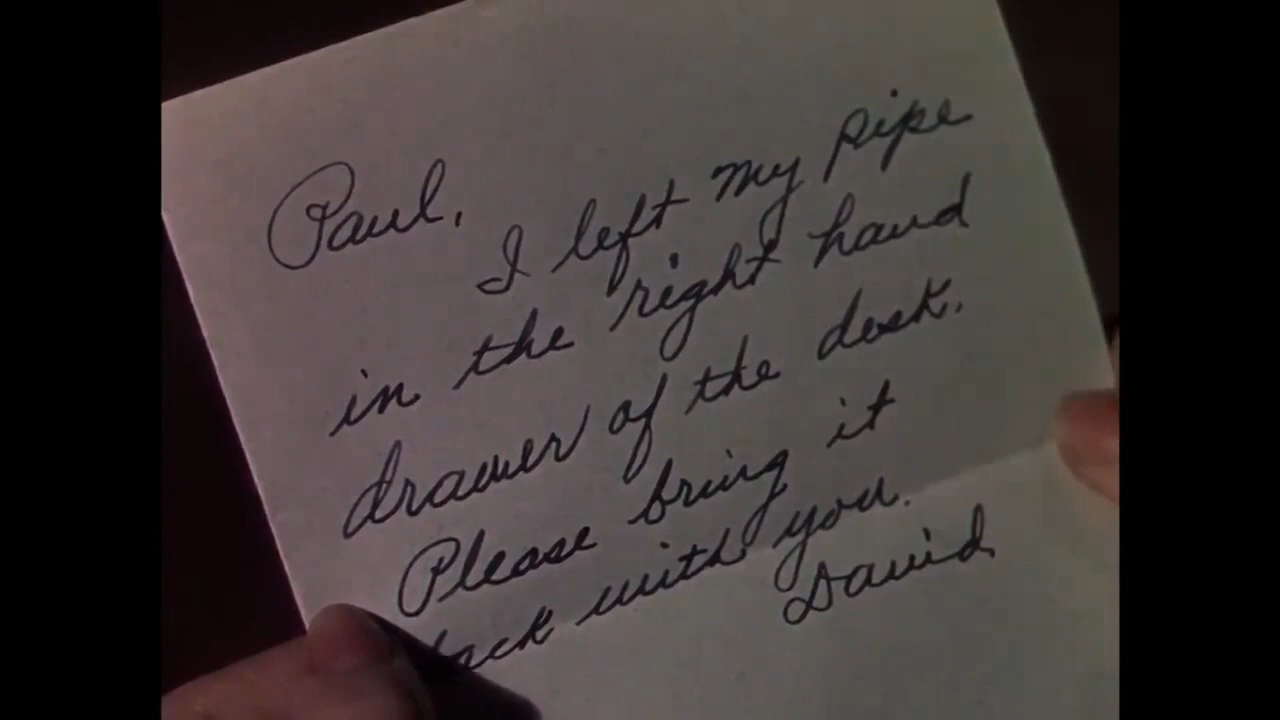 Paul,
I left my pipe
in the right hand
drawer of the desk.
Please bring it
back with you.
David